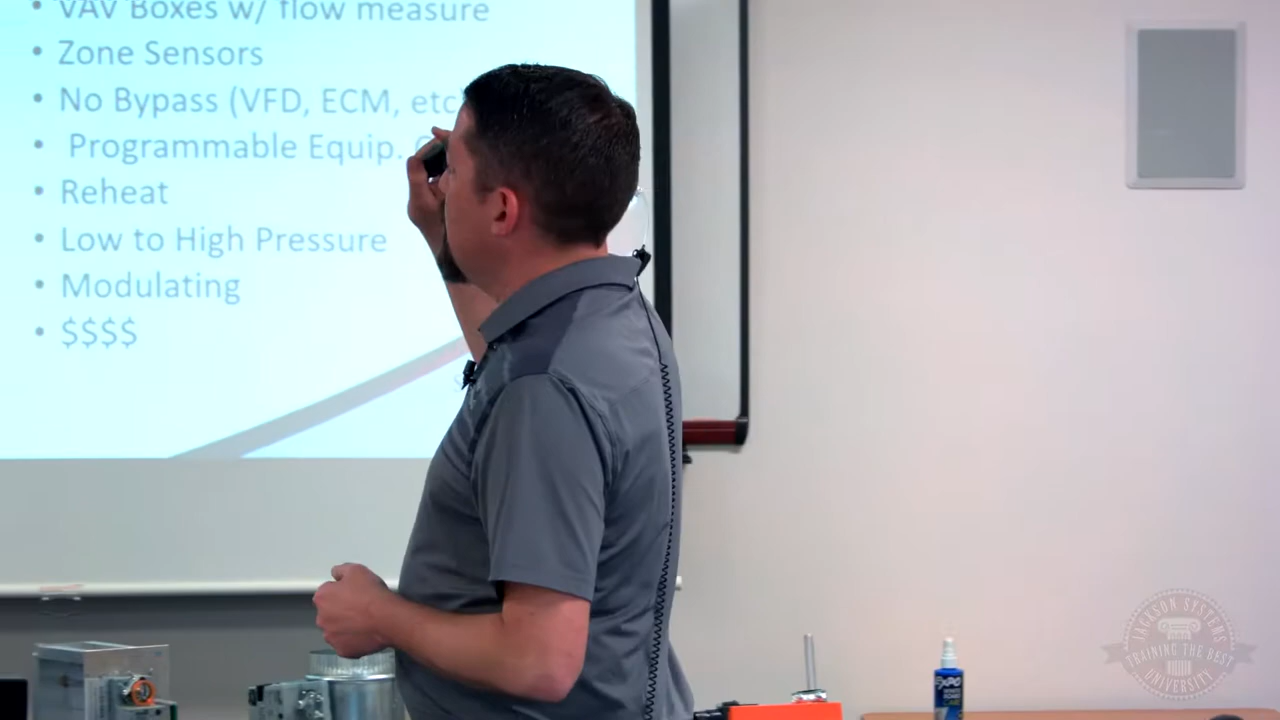 • VAV Boxes w/ flow measure
• Zone Sensors
• No Bypass (VFD, ECM, etc
• Programmable Equip.
• Reheat
• Low to High Pressure
• Modulating
• $$$$
EXPO
JACKSON SYSTEMS
TRAINING THE BEST
UNIVERSITY